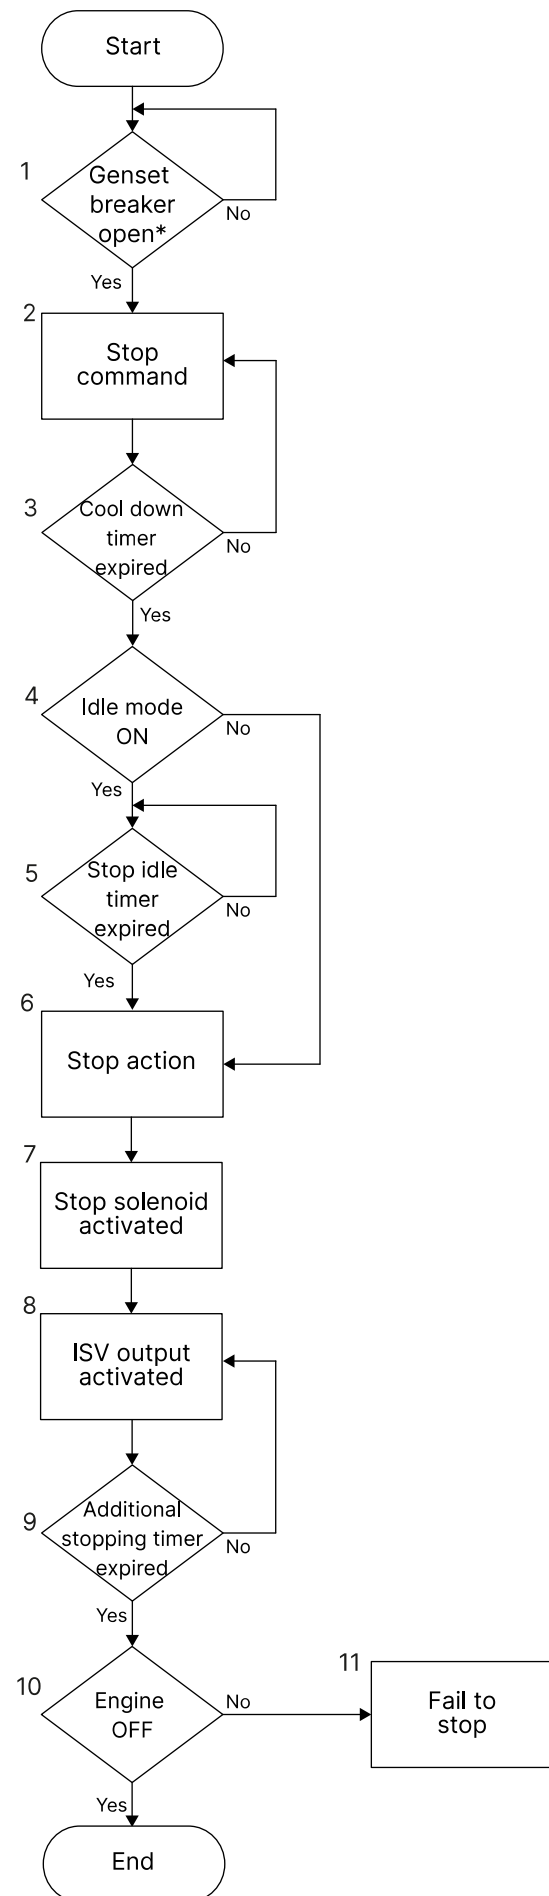 Start
1
Genset
breaker
open*
No
Yes
2
Stop
command
3
Cool down
timer
expired
No
Yes
4
Idle mode
ON
No
Yes
5
Stop idle
timer
expired
No
Yes
6
Stop action
7
Stop solenoid
activated
8
ISV output
activated
9
Additional
stopping timer
expired
No
Yes
10
Engine
OFF
No
11
Fail to
stop
Yes
End